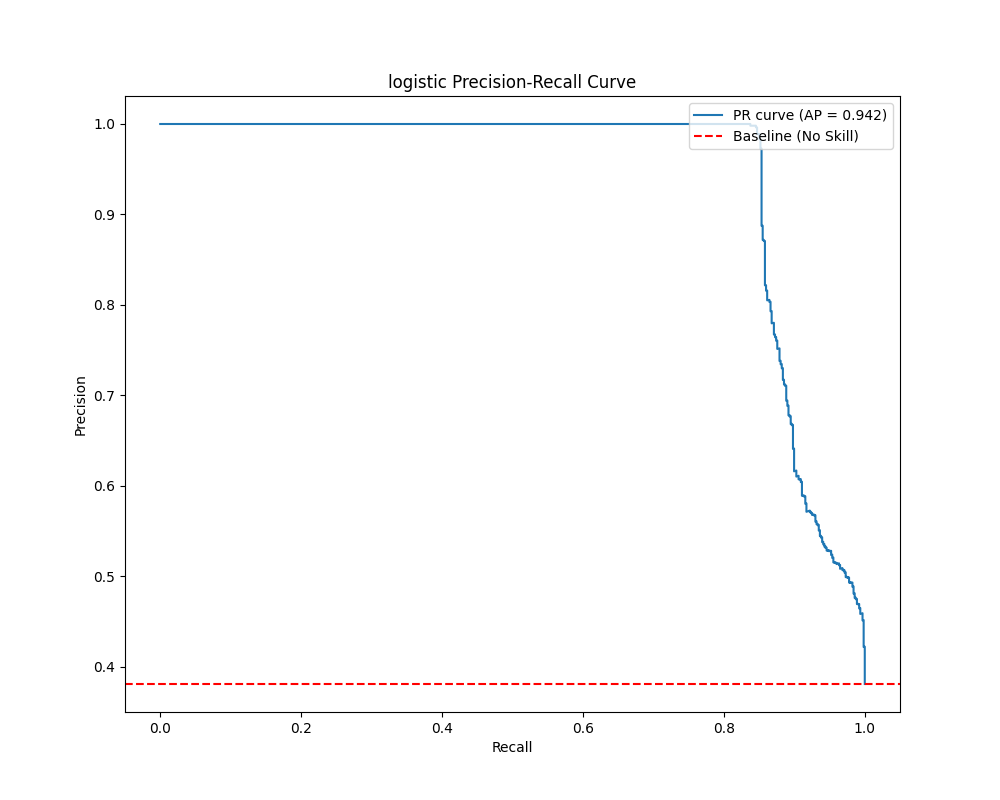 logistic Precision-Recall Curve
PR curve (AP = 0.942)
Baseline (No Skill)
Precision
1.0
0.9
0.8
0.7
0.6
0.5
0.4
0.0 0.2 0.4 0.6 0.8 1.0
Recall